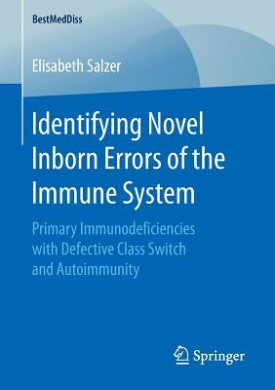 BestMedDiss
Elisabeth Salzer
Identifying Novel
Inborn Errors of the
Immune System
Primary Immunodeficiencies
with Defective Class Switch
and Autoimmunity
Springer